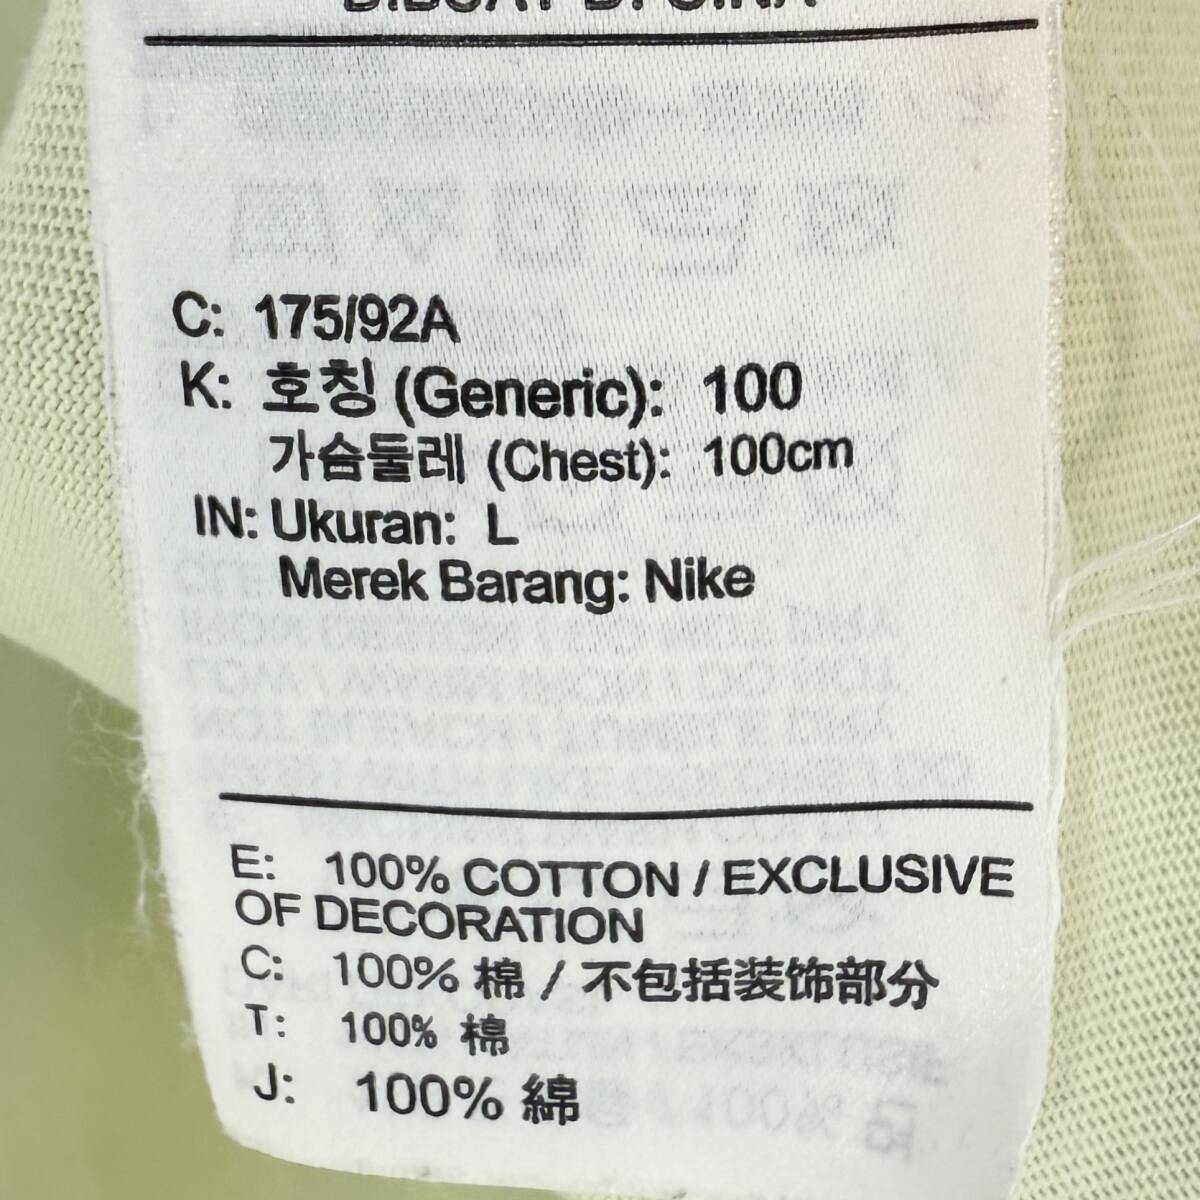 C: 175/92A
K: 호칭 (Generic): 100
가슴둘레 (Chest): 100cm
IN: Ukuran: L
Merek Barang: Nike
E: 100% COTTON / EXCLUSIVE
OF DECORATION
C: 100% 棉 / 不包括装饰部分
T: 100% 棉
J: 100% 綿